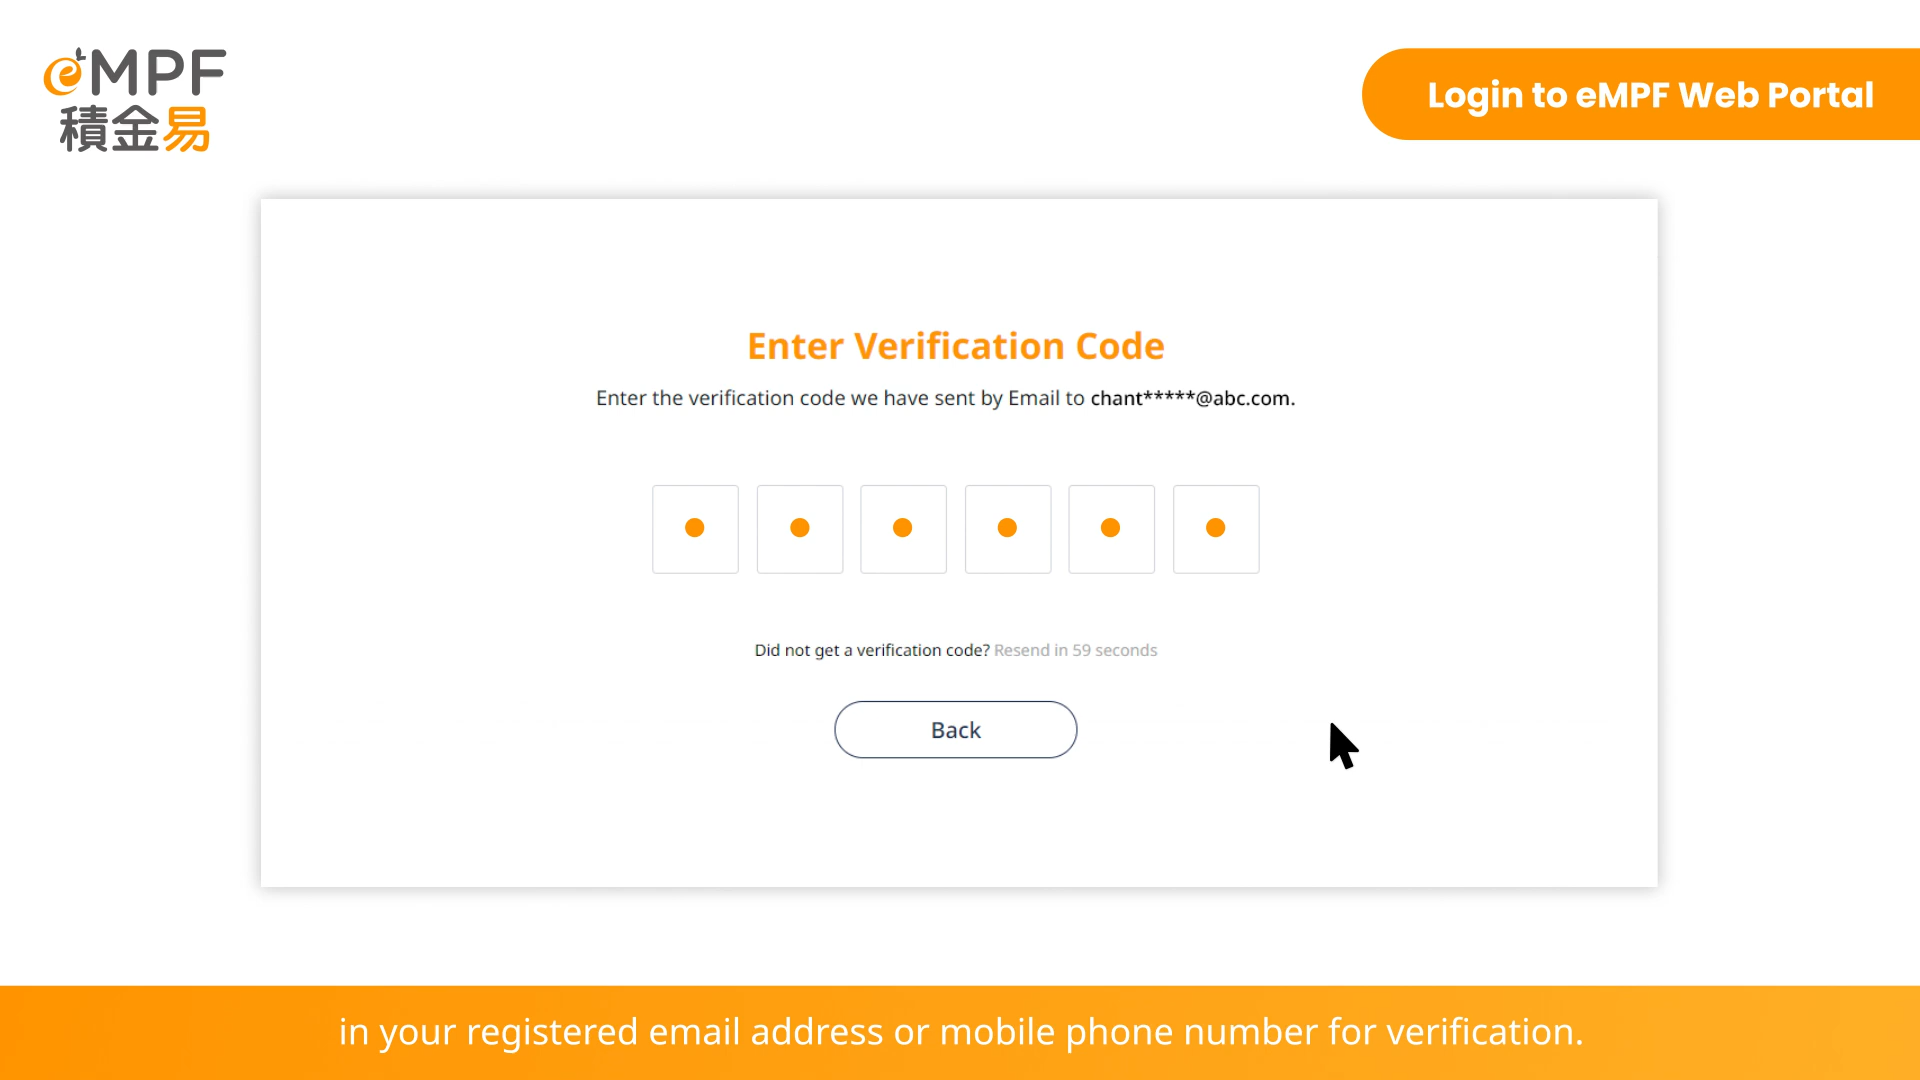 eMPF
積金易
Login to eMPF Web Portal
Enter Verification Code
Enter the verification code we have sent by Email to chant*****@abc.com.
Did not get a verification code? Resend in 59 seconds
Back
in your registered email address or mobile phone number for verification.